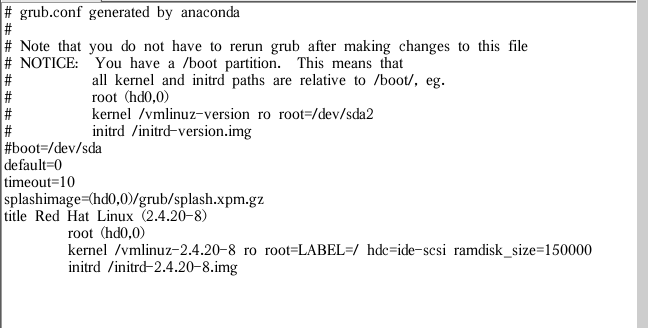 # grub.conf generated by anaconda
#
# Note that you do not have to rerun grub after making changes to this file
# NOTICE:  You have a /boot partition.  This means that
#          all kernel and initrd paths are relative to /boot/, eg.
#          root (hd0,0)
#          kernel /vmlinuz-version ro root=/dev/sda2
#          initrd /initrd-version.img
#boot=/dev/sda
default=0
timeout=10
splashimage=(hd0,0)/grub/splash.xpm.gz
title Red Hat Linux (2.4.20-8)
        root (hd0,0)
        kernel /vmlinuz-2.4.20-8 ro root=LABEL=/ hdc=ide-scsi ramdisk_size=150000
        initrd /initrd-2.4.20-8.img